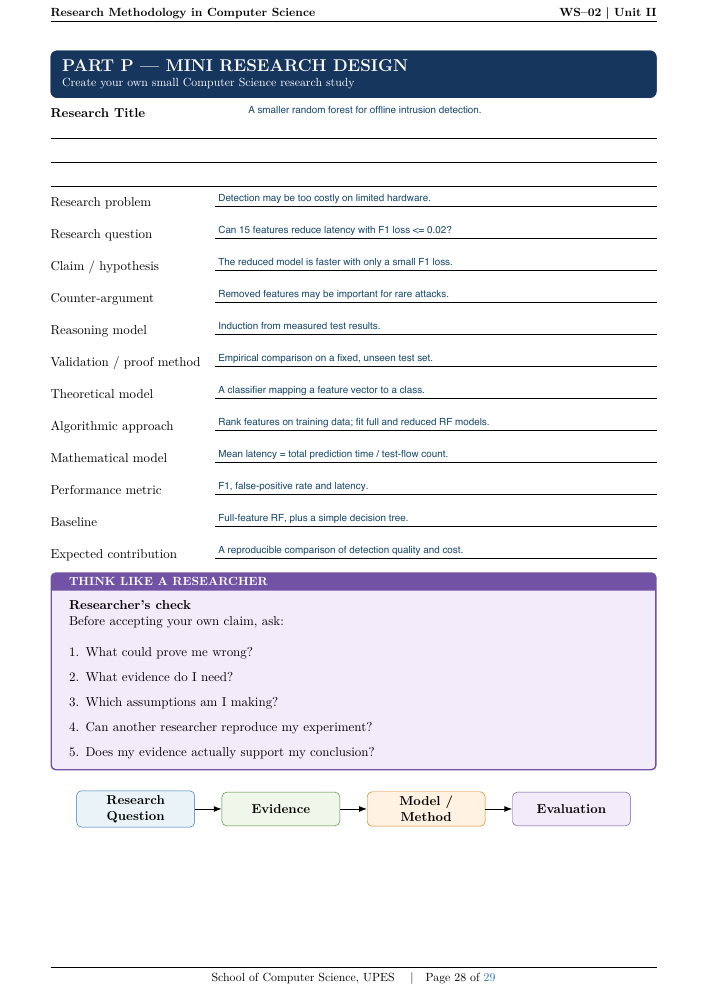 Research Methodology in Computer Science WS–02 | Unit II
PART P — MINI RESEARCH DESIGN
Create your own small Computer Science research study
Research Title A smaller random forest for offline intrusion detection.
Research problem Detection may be too costly on limited hardware.
Research question Can 15 features reduce latency with F1 loss <= 0.02?
Claim / hypothesis The reduced model is faster with only a small F1 loss.
Counter-argument Removed features may be important for rare attacks.
Reasoning model Induction from measured test results.
Validation / proof method Empirical comparison on a fixed, unseen test set.
Theoretical model A classifier mapping a feature vector to a class.
Algorithmic approach Rank features on training data; fit full and reduced RF models.
Mathematical model Mean latency = total prediction time / test-flow count.
Performance metric F1, false-positive rate and latency.
Baseline Full-feature RF, plus a simple decision tree.
Expected contribution A reproducible comparison of detection quality and cost.
THINK LIKE A RESEARCHER
Researcher's check
Before accepting your own claim, ask:
1. What could prove me wrong?
2. What evidence do I need?
3. Which assumptions am I making?
4. Can another researcher reproduce my experiment?
5. Does my evidence actually support my conclusion?
Research Question
Evidence
Model / Method
Evaluation
School of Computer Science, UPES | Page 28 of 29